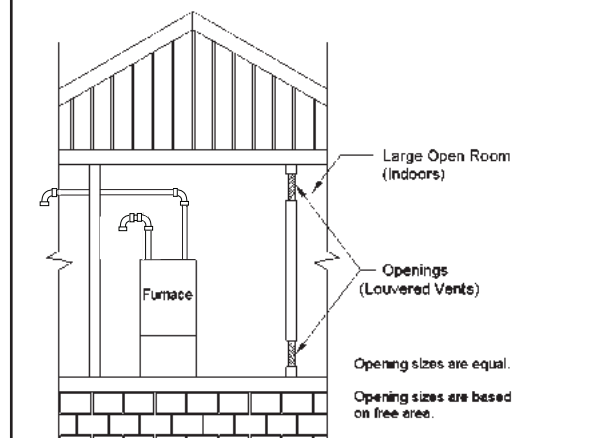 Large Open Room
(Indoors)
Furnace
Openings
(Louvered Vents)
Opening sizes are equal.
Opening sizes are based
on free area.